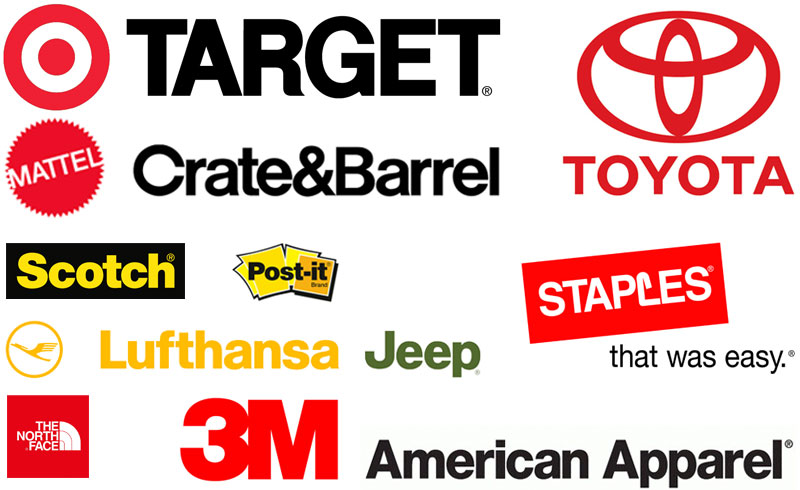 TARGET®
TOYOTA
MATTEL
Crate&Barrel
Scotch®
Post-it®
Brand
STAPLES®
that was easy.®
Lufthansa
Jeep®
THE
NORTH
FACE
3M
American Apparel®